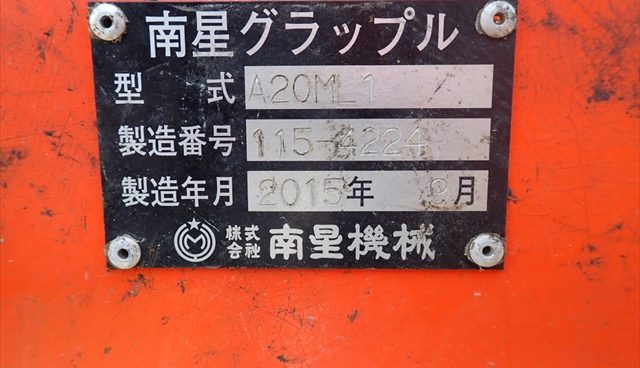 南星グラップル
型式 A20ML1
製造番号 115-4224
製造年月 2015年 9月
株式会社 南星機械